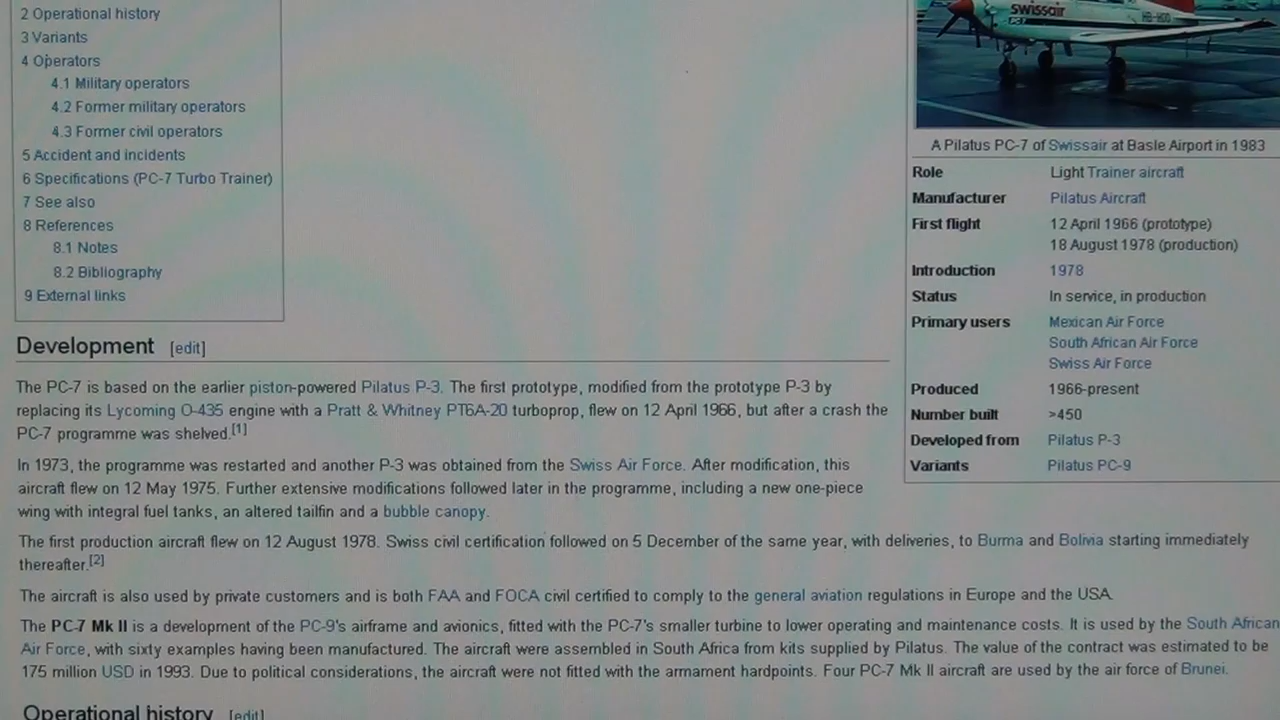 2 Operational history
3 Variants
4 Operators
4.1 Military operators
4.2 Former military operators
4.3 Former civil operators
5 Accident and incidents
6 Specifications (PC-7 Turbo Trainer)
7 See also
8 References
8.1 Notes
8.2 Bibliography
9 External links
swissair
HB-HOO
A Pilatus PC-7 of Swissair at Basle Airport in 1983
Role Light Trainer aircraft
Manufacturer Pilatus Aircraft
First flight 12 April 1966 (prototype)
18 August 1978 (production)
Introduction 1978
Status In service, in production
Primary users Mexican Air Force
South African Air Force
Swiss Air Force
Produced 1966-present
Number built >450
Developed from Pilatus P-3
Variants Pilatus PC-9
Development [edit]
The PC-7 is based on the earlier piston-powered Pilatus P-3. The first prototype, modified from the prototype P-3 by
replacing its Lycoming O-435 engine with a Pratt & Whitney PT6A-20 turboprop, flew on 12 April 1966, but after a crash the
PC-7 programme was shelved.[1]
In 1973, the programme was restarted and another P-3 was obtained from the Swiss Air Force. After modification, this
aircraft flew on 12 May 1975. Further extensive modifications followed later in the programme, including a new one-piece
wing with integral fuel tanks, an altered tailfin and a bubble canopy.
The first production aircraft flew on 12 August 1978. Swiss civil certification followed on 5 December of the same year, with deliveries, to Burma and Bolivia starting immediately
thereafter.[2]
The aircraft is also used by private customers and is both FAA and FOCA civil certified to comply to the general aviation regulations in Europe and the USA.
The PC-7 Mk II is a development of the PC-9's airframe and avionics, fitted with the PC-7's smaller turbine to lower operating and maintenance costs. It is used by the South African
Air Force, with sixty examples having been manufactured. The aircraft were assembled in South Africa from kits supplied by Pilatus. The value of the contract was estimated to be
175 million USD in 1993. Due to political considerations, the aircraft were not fitted with the armament hardpoints. Four PC-7 Mk II aircraft are used by the air force of Brunei.
Operational history [edit]